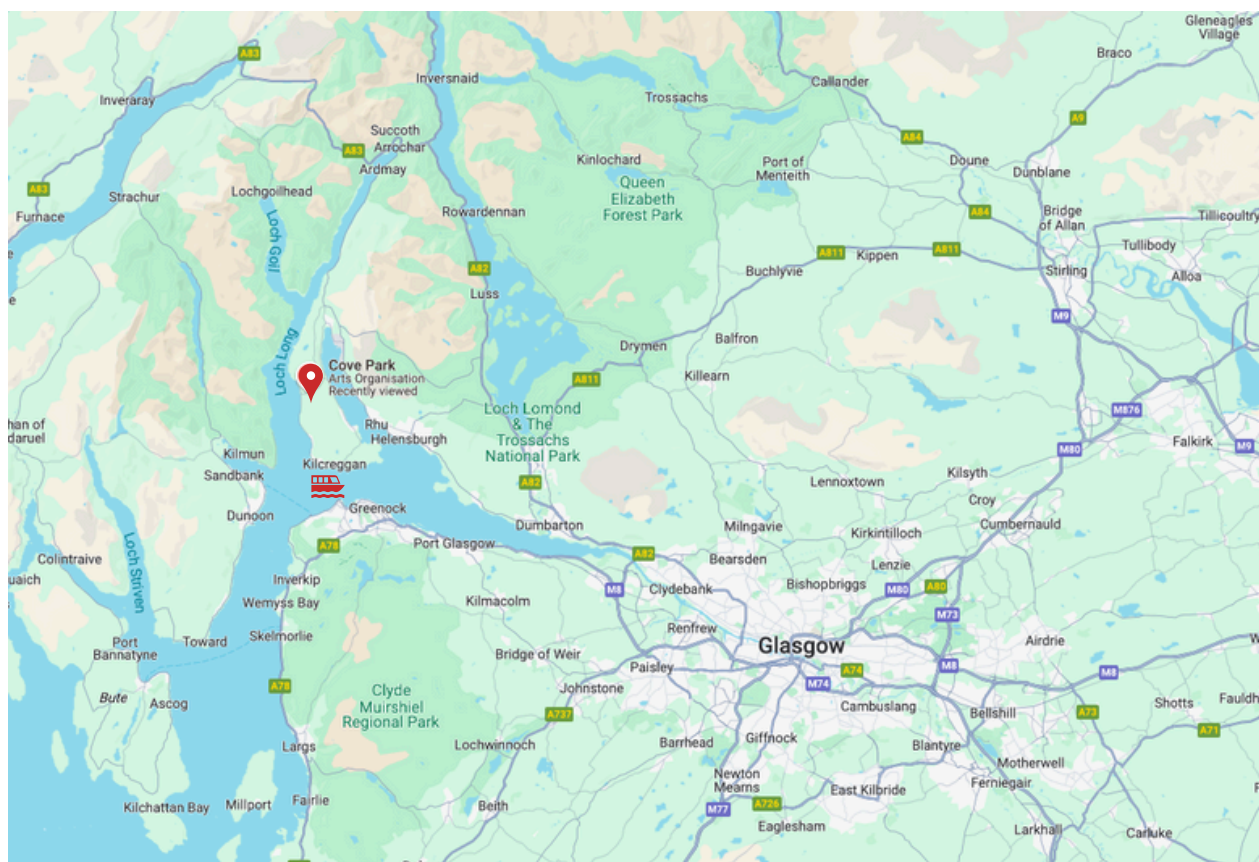 Gleneagles
Village
Braco
A83
Inversnaid
Callander
Inveraray
Trossachs
A9
Succoth
Arrochar
A83
Ardmay
A84
Kinlochard
Port of
Menteith
Doune
Dunblane
A83
Strachur
Lochgoilhead
Queen
Elizabeth
Forest Park
Furnace
Rowardennan
A84
Bridge
of Allan
Tillicoultry
Loch Goil
Tullibody
A811
Kippen
A811
A82
Buchlyvie
Stirling
Alloa
e
Luss
M9
Loch Long
Balfron
Drymen
Cove Park
Arts Organisation
Recently viewed
A811
Killearn
Loch Lomond
& The
Trossachs
National Park
M876
han of
daruel
Rhu
Helensburgh
Falkirk
M9
M80
Kilmun
Kilcreggan
Sandbank
A82
Lennoxtown
Kilsyth
Croy
Dunoon
Greenock
Dumbarton
Milngavie
Kirkintilloch
Cumbernauld
Colintraive
Loch Striven
A78
Port Glasgow
A82
Bearsden
Lenzie
uaich
Inverkip
M8
Clydebank
Bishopbriggs
M80
A80
Wemyss Bay
Kilmacolm
M73
Port
Bannatyne
Toward
Skelmorlie
Renfrew
Glasgow
Airdrie
W
Bridge of Weir
Paisley
A74
M8
M8
Bute
Ascog
A78
Clyde
Muirshiel
Regional Park
Johnstone
M74
Cambuslang
Bellshill
A73
Shotts
Fauldh
A737
A71
Largs
Lochwinnoch
Barrhead
Giffnock
Blantyre
Motherwell
Newton
Mearns
Ferniegair
Kilchattan Bay
Millport
Fairlie
Beith
M77
A726
East Kilbride
Eaglesham
Larkhall
Carluke